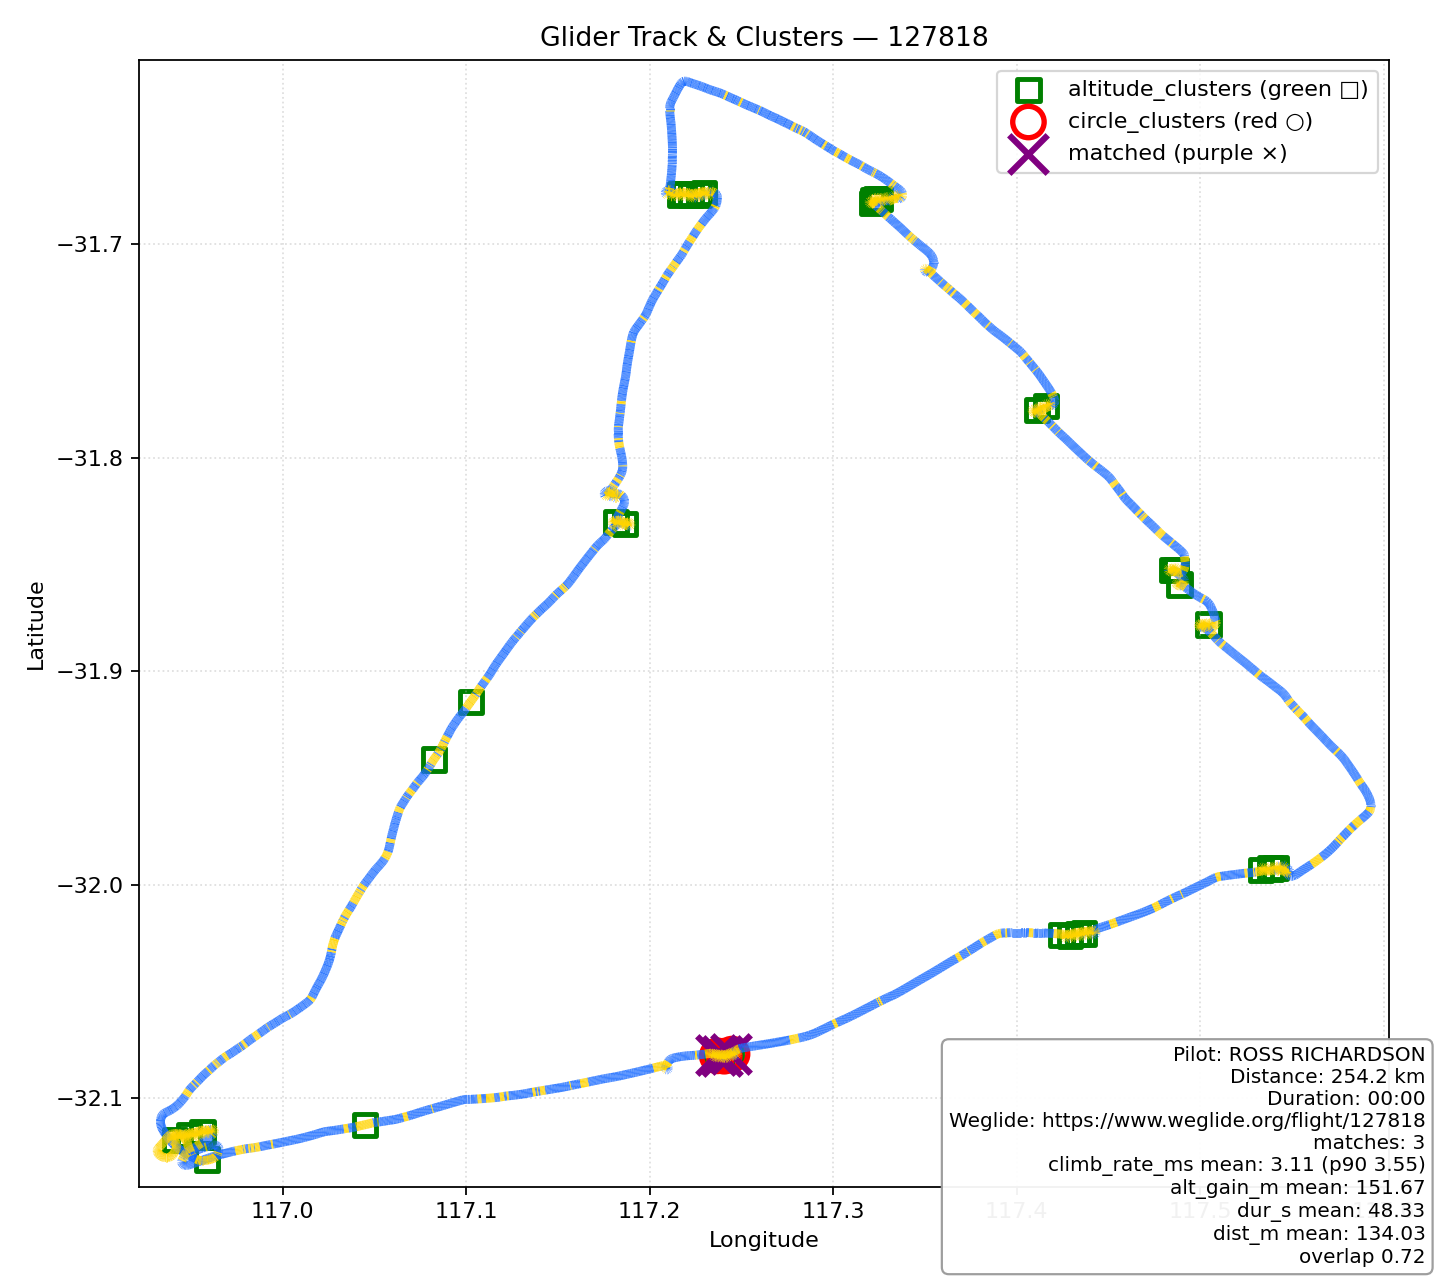 Glider Track & Clusters — 127818
altitude_clusters (green □)
circle_clusters (red ○)
matched (purple ×)
−31.7
−31.8
−31.9
−32.0
−32.1
Latitude
117.0
117.1
117.2
117.3
117.4
117.5
Longitude
Pilot: ROSS RICHARDSON
Distance: 254.2 km
Duration: 00:00
Weglide: https://www.weglide.org/flight/127818
matches: 3
climb_rate_ms mean: 3.11 (p90 3.55)
alt_gain_m mean: 151.67
dur_s mean: 48.33
dist_m mean: 134.03
overlap 0.72